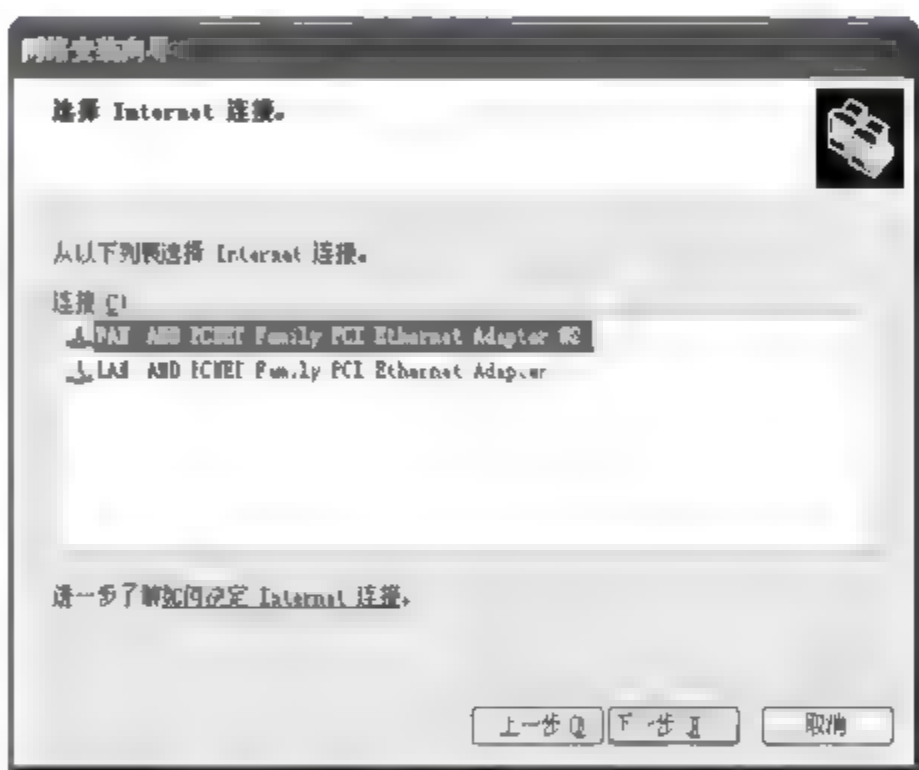 网络安装向导
选择 Internet 连接。
从以下列表选择 Internet 连接。
连接 C)
AMD PCNET Family PCI Ethernet Adapter #2
LAN AMD PCNET Family PCI Ethernet Adapter
进一步了解如何决定 Internet 连接。
上一步 下一步 取消